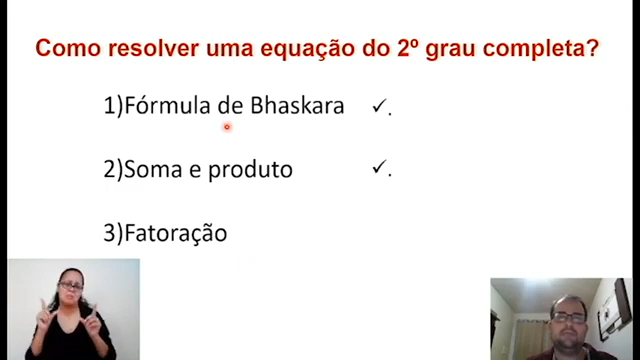 Como resolver uma equação do 2º grau completa?
1)Fórmula de Bhaskara ✓.
2)Soma e produto ✓.
3)Fatoração